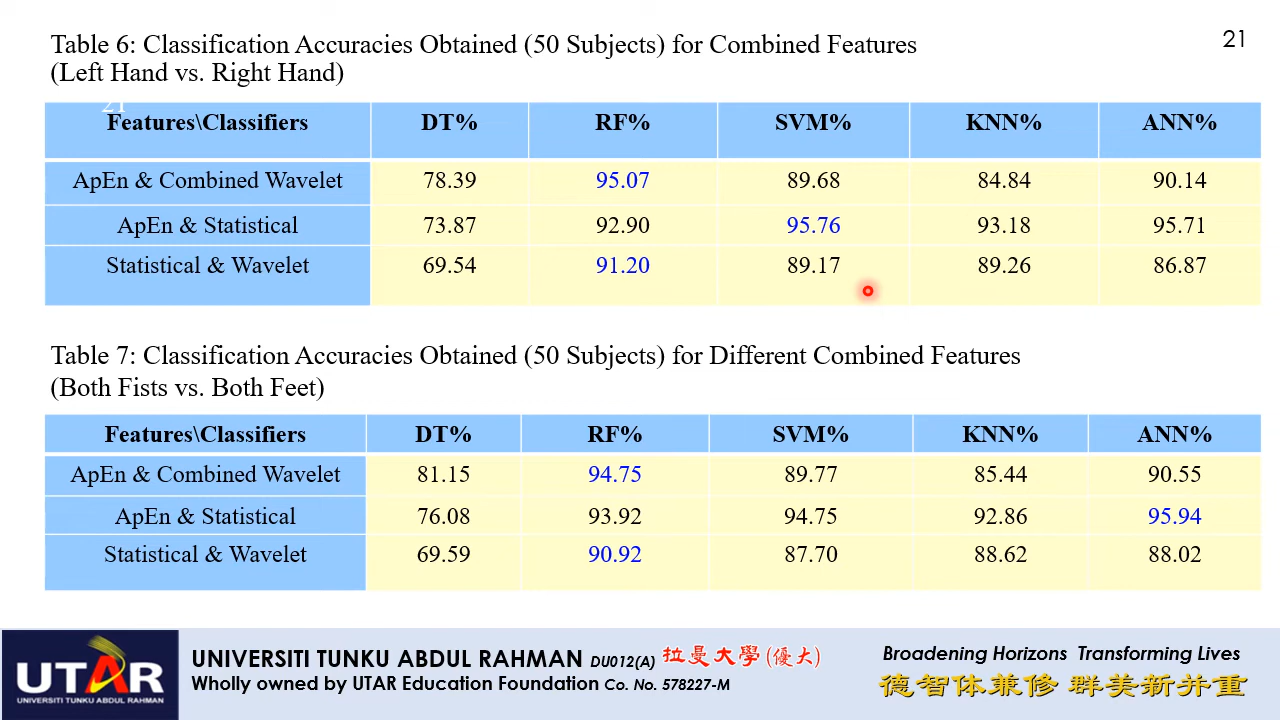 Table 6: Classification Accuracies Obtained (50 Subjects) for Combined Features
21
(Left Hand vs. Right Hand)
21
Features\Classifiers DT% RF% SVM% KNN% ANN%
ApEn & Combined Wavelet 78.39 95.07 89.68 84.84 90.14
ApEn & Statistical 73.87 92.90 95.76 93.18 95.71
Statistical & Wavelet 69.54 91.20 89.17 89.26 86.87
Table 7: Classification Accuracies Obtained (50 Subjects) for Different Combined Features
(Both Fists vs. Both Feet)
Features\Classifiers DT% RF% SVM% KNN% ANN%
ApEn & Combined Wavelet 81.15 94.75 89.77 85.44 90.55
ApEn & Statistical 76.08 93.92 94.75 92.86 95.94
Statistical & Wavelet 69.59 90.92 87.70 88.62 88.02
UTAR
UNIVERSITI TUNKU ABDUL RAHMAN
UNIVERSITI TUNKU ABDUL RAHMAN DU012(A) 拉曼大學(優大)
Wholly owned by UTAR Education Foundation Co. No. 578227-M
Broadening Horizons Transforming Lives
德智体兼修 群美新并重